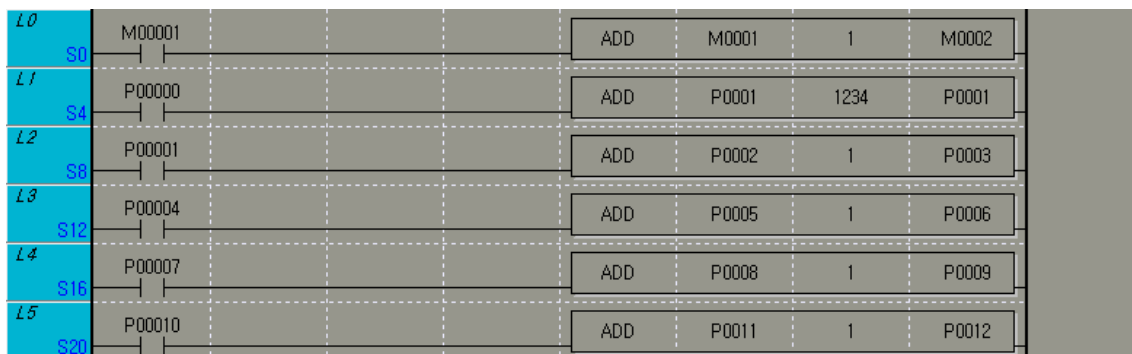 L0 M00001 ADD M0001 1 M0002
S0
L1 P00000 ADD P0001 1234 P0001
S4
L2 P00001 ADD P0002 1 P0003
S8
L3 P00004 ADD P0005 1 P0006
S12
L4 P00007 ADD P0008 1 P0009
S16
L5 P00010 ADD P0011 1 P0012
S20